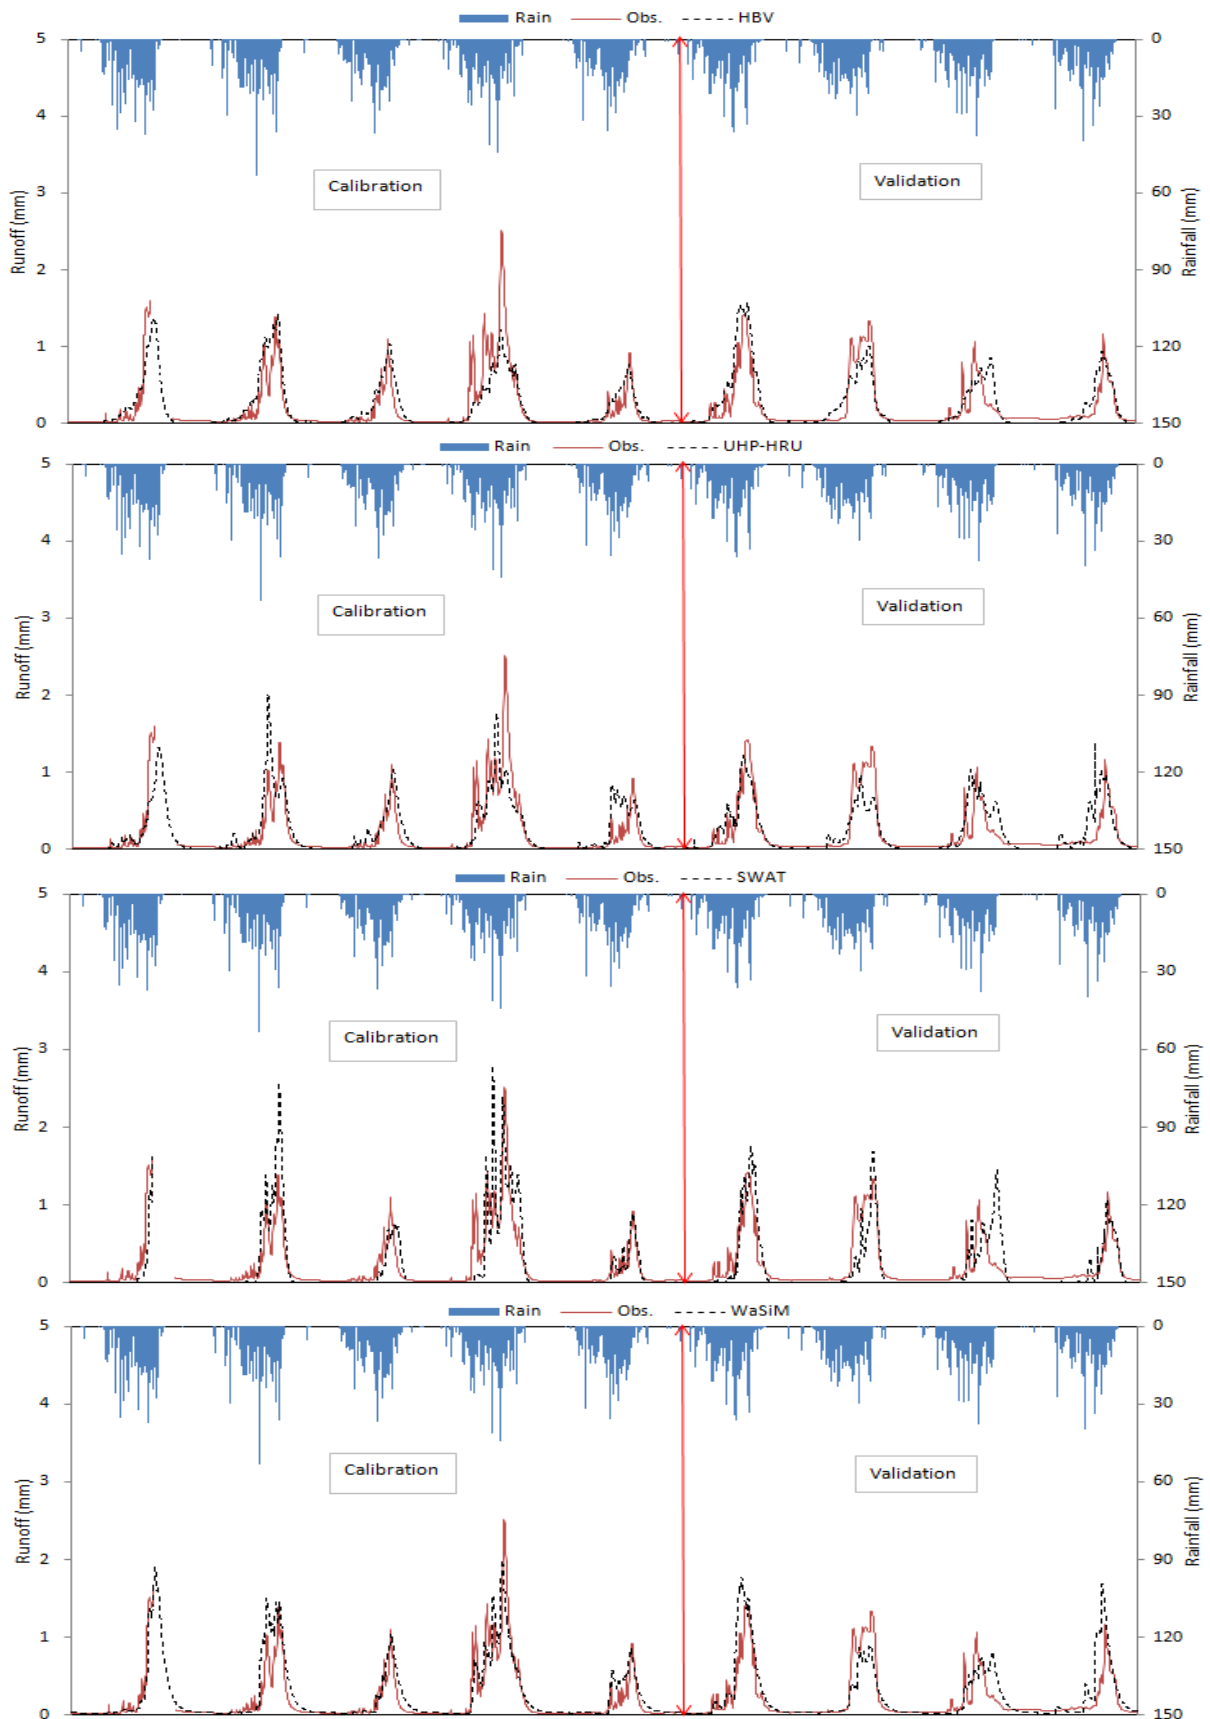 Rain Obs. HBV
5 0
4 30
Calibration Validation
3 60
Runoff (mm) Rainfall (mm)
2 90
1 120
0 150
Rain Obs. UHP-HRU
5 0
4 30
Calibration Validation
3 60
Runoff (mm) Rainfall (mm)
2 90
1 120
0 150
Rain Obs. SWAT
5 0
4 30
Calibration Validation
3 60
Runoff (mm) Rainfall (mm)
2 90
1 120
0 150
Rain Obs. WaSiM
5 0
4 30
Calibration Validation
3 60
Runoff (mm) Rainfall (mm)
2 90
1 120
0 150